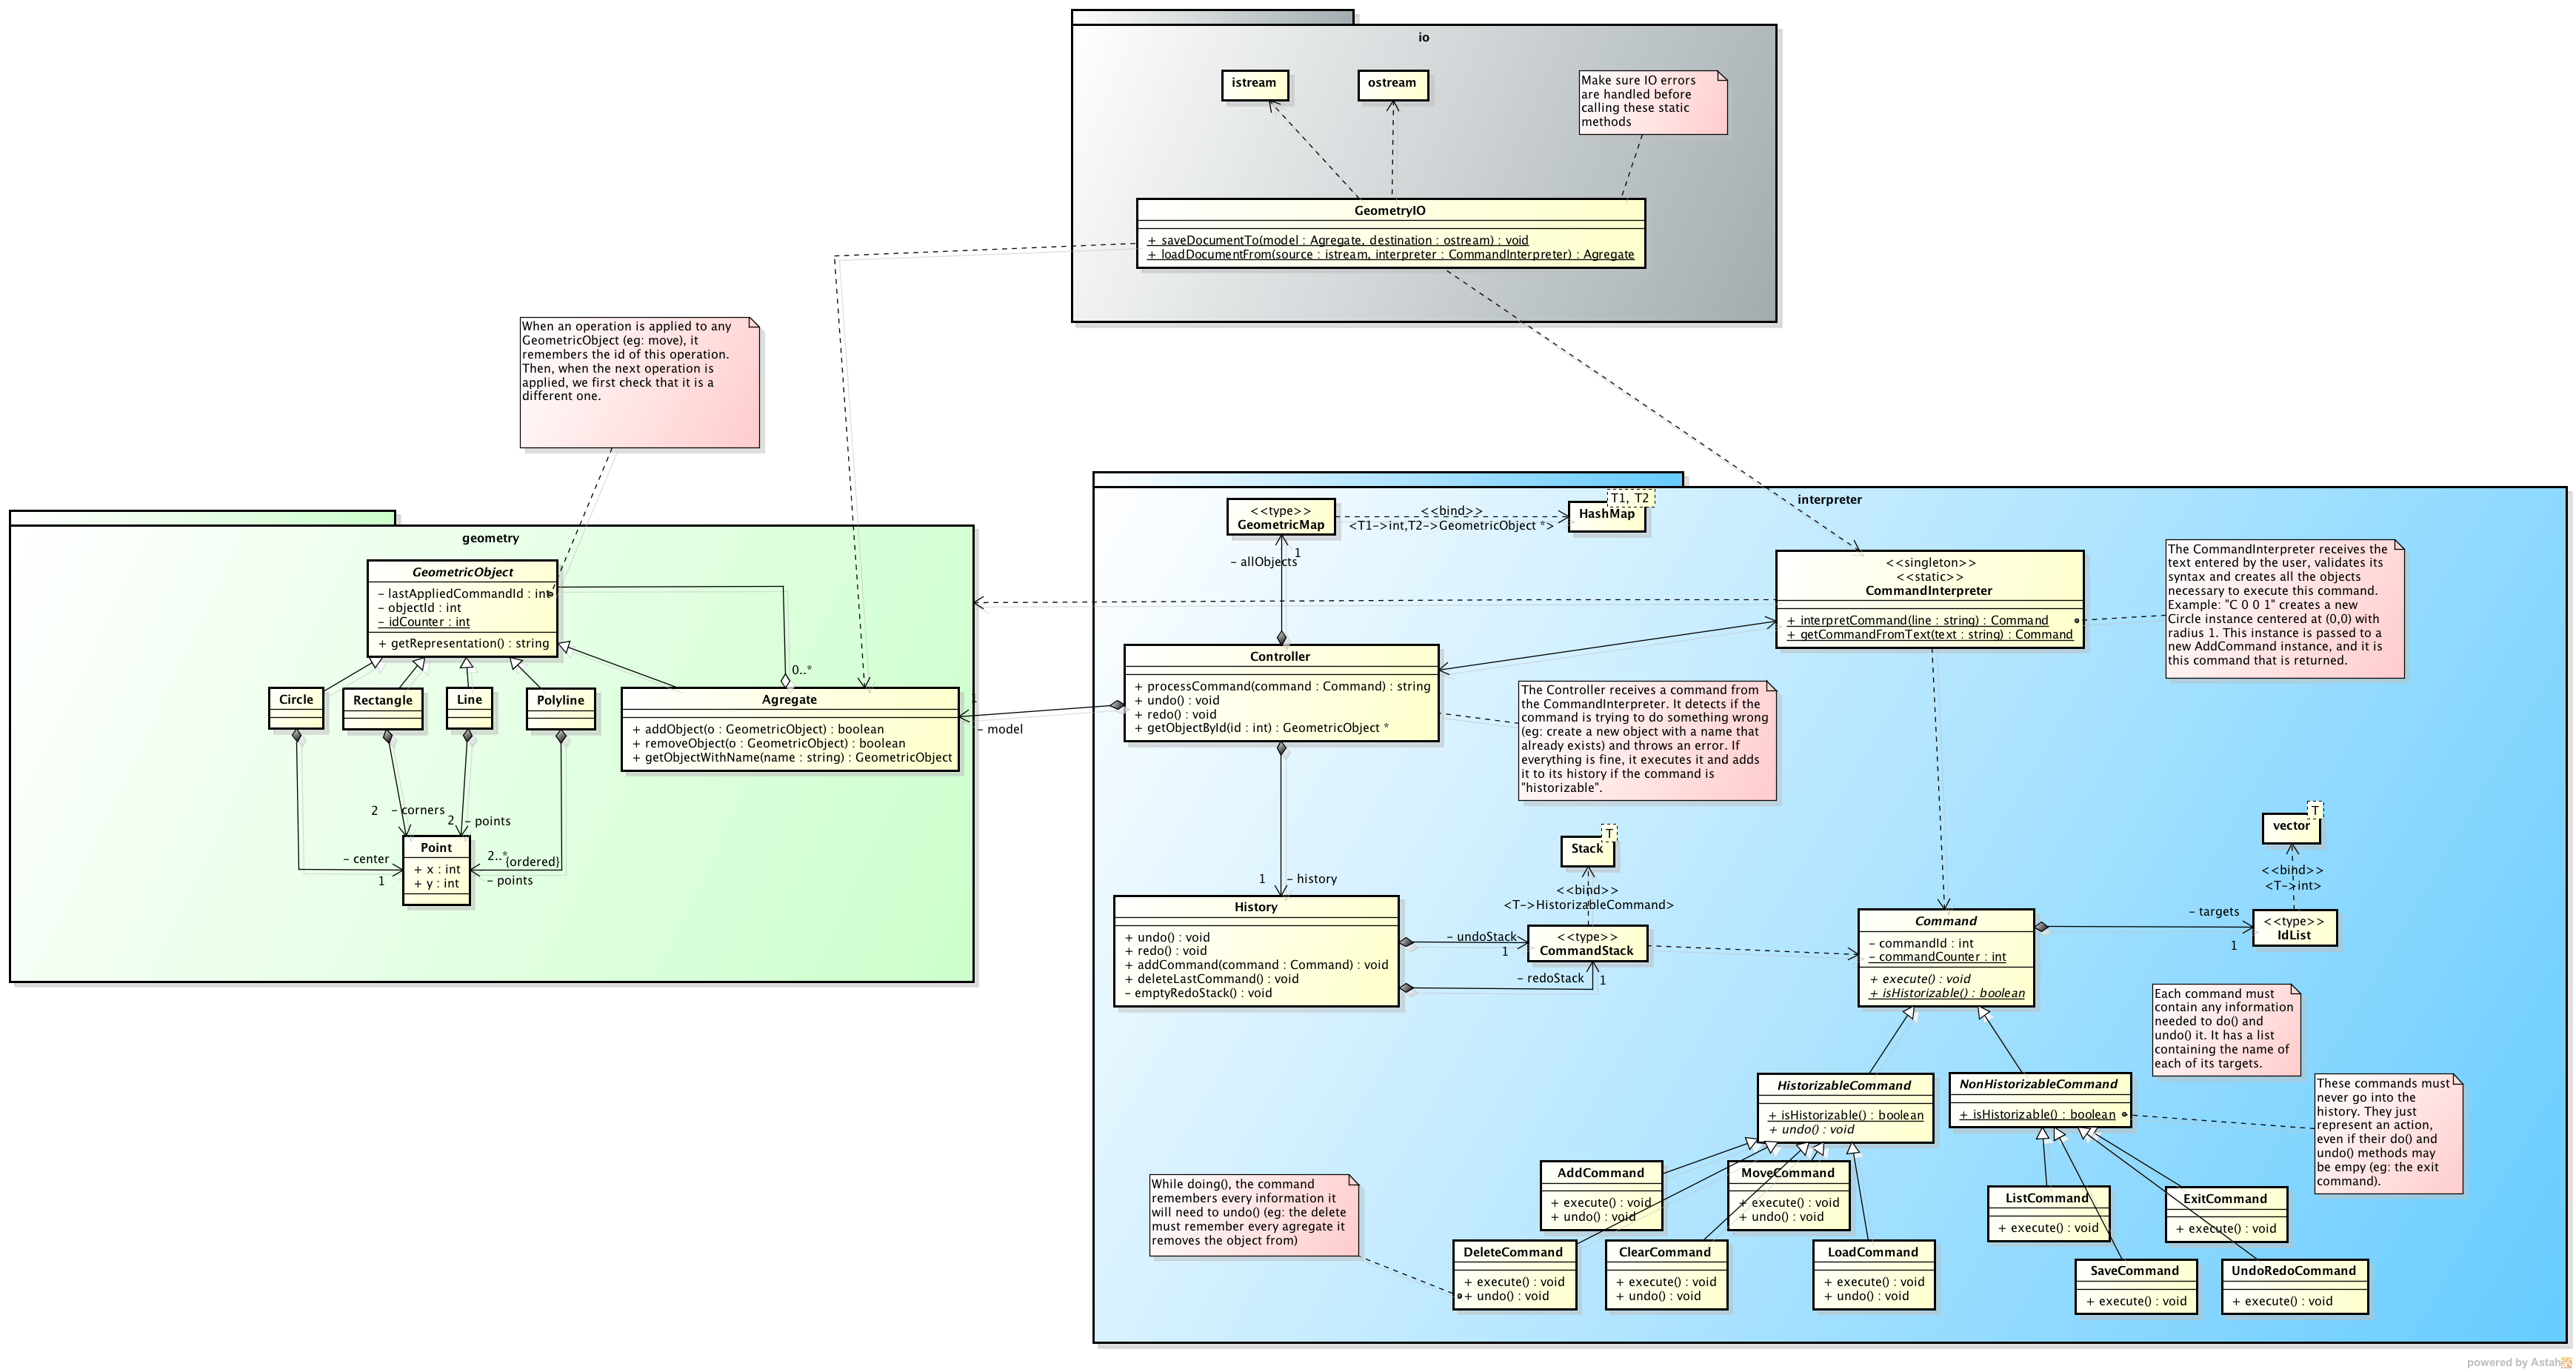 io
istream
ostream
Make sure IO errors
are handled before
calling these static
methods
GeometryIO
+ saveDocumentTo(model : Agregate, destination : ostream) : void
+ loadDocumentFrom(source : istream, interpreter : CommandInterpreter) : Agregate
When an operation is applied to any
GeometricObject (eg: move), it
remembers the id of this operation.
Then, when the next operation is
applied, we first check that it is a
different one.
geometry
GeometricObject
- lastAppliedCommandId : int
- objectId : int
- idCounter : int
+ getRepresentation() : string
Circle
Rectangle
Line
Polyline
0..*
Agregate
+ addObject(o : GeometricObject) : boolean
+ removeObject(o : GeometricObject) : boolean
+ getObjectWithName(name : string) : GeometricObject
1
- model
2
- corners
2
- points
- center
1
2..*
{ordered}
- points
Point
+ x : int
+ y : int
interpreter
<<type>>
GeometricMap
<<bind>>
<T1->int,T2->GeometricObject *>
T1, T2
HashMap
1
- allObjects
Controller
+ processCommand(command : Command) : string
+ undo() : void
+ redo() : void
+ getObjectById(id : int) : GeometricObject *
<<singleton>>
<<static>>
CommandInterpreter
+ interpretCommand(line : string) : Command
+ getCommandFromText(text : string) : Command
The CommandInterpreter receives the
text entered by the user, validates its
syntax and creates all the objects
necessary to execute this command.
Example: "C 0 0 1" creates a new
Circle instance centered at (0,0) with
radius 1. This instance is passed to a
new AddCommand instance, and it is
this command that is returned.
The Controller receives a command from
the CommandInterpreter. It detects if the
command is trying to do something wrong
(eg: create a new object with a name that
already exists) and throws an error. If
everything is fine, it executes it and adds
it to its history if the command is
"historizable".
1
- history
History
+ undo() : void
+ redo() : void
+ addCommand(command : Command) : void
+ deleteLastCommand() : void
- emptyRedoStack() : void
- undoStack
1
- redoStack
1
T
Stack
<<bind>>
<T->HistorizableCommand>
<<type>>
CommandStack
Command
- commandId : int
- commandCounter : int
+ execute() : void
+ isHistorizable() : boolean
- targets
1
T
vector
<<bind>>
<T->int>
<<type>>
IdList
Each command must
contain any information
needed to do() and
undo() it. It has a list
containing the name of
each of its targets.
HistorizableCommand
+ isHistorizable() : boolean
+ undo() : void
NonHistorizableCommand
+ isHistorizable() : boolean
These commands must
never go into the
history. They just
represent an action,
even if their do() and
undo() methods may
be empy (eg: the exit
command).
While doing(), the command
remembers every information it
will need to undo() (eg: the delete
must remember every agregate it
removes the object from)
AddCommand
+ execute() : void
+ undo() : void
MoveCommand
+ execute() : void
+ undo() : void
DeleteCommand
+ execute() : void
+ undo() : void
ClearCommand
+ execute() : void
+ undo() : void
LoadCommand
+ execute() : void
+ undo() : void
ListCommand
+ execute() : void
ExitCommand
+ execute() : void
SaveCommand
+ execute() : void
UndoRedoCommand
+ execute() : void
powered by Astah